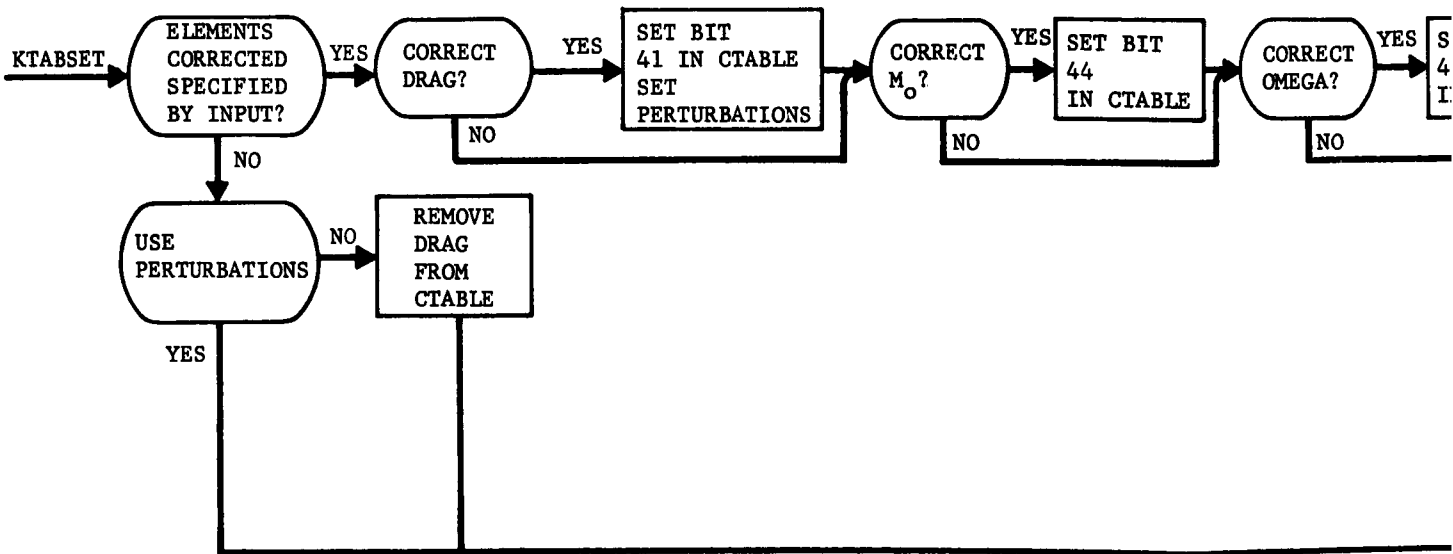 KTABSET
ELEMENTS
CORRECTED
SPECIFIED
BY INPUT?
YES
NO
CORRECT
DRAG?
YES
NO
SET BIT
41 IN CTABLE
SET
PERTURBATIONS
CORRECT
Mo?
YES
NO
SET BIT
44
IN CTABLE
CORRECT
OMEGA?
YES
NO
USE
PERTURBATIONS
NO
YES
REMOVE
DRAG
FROM
CTABLE